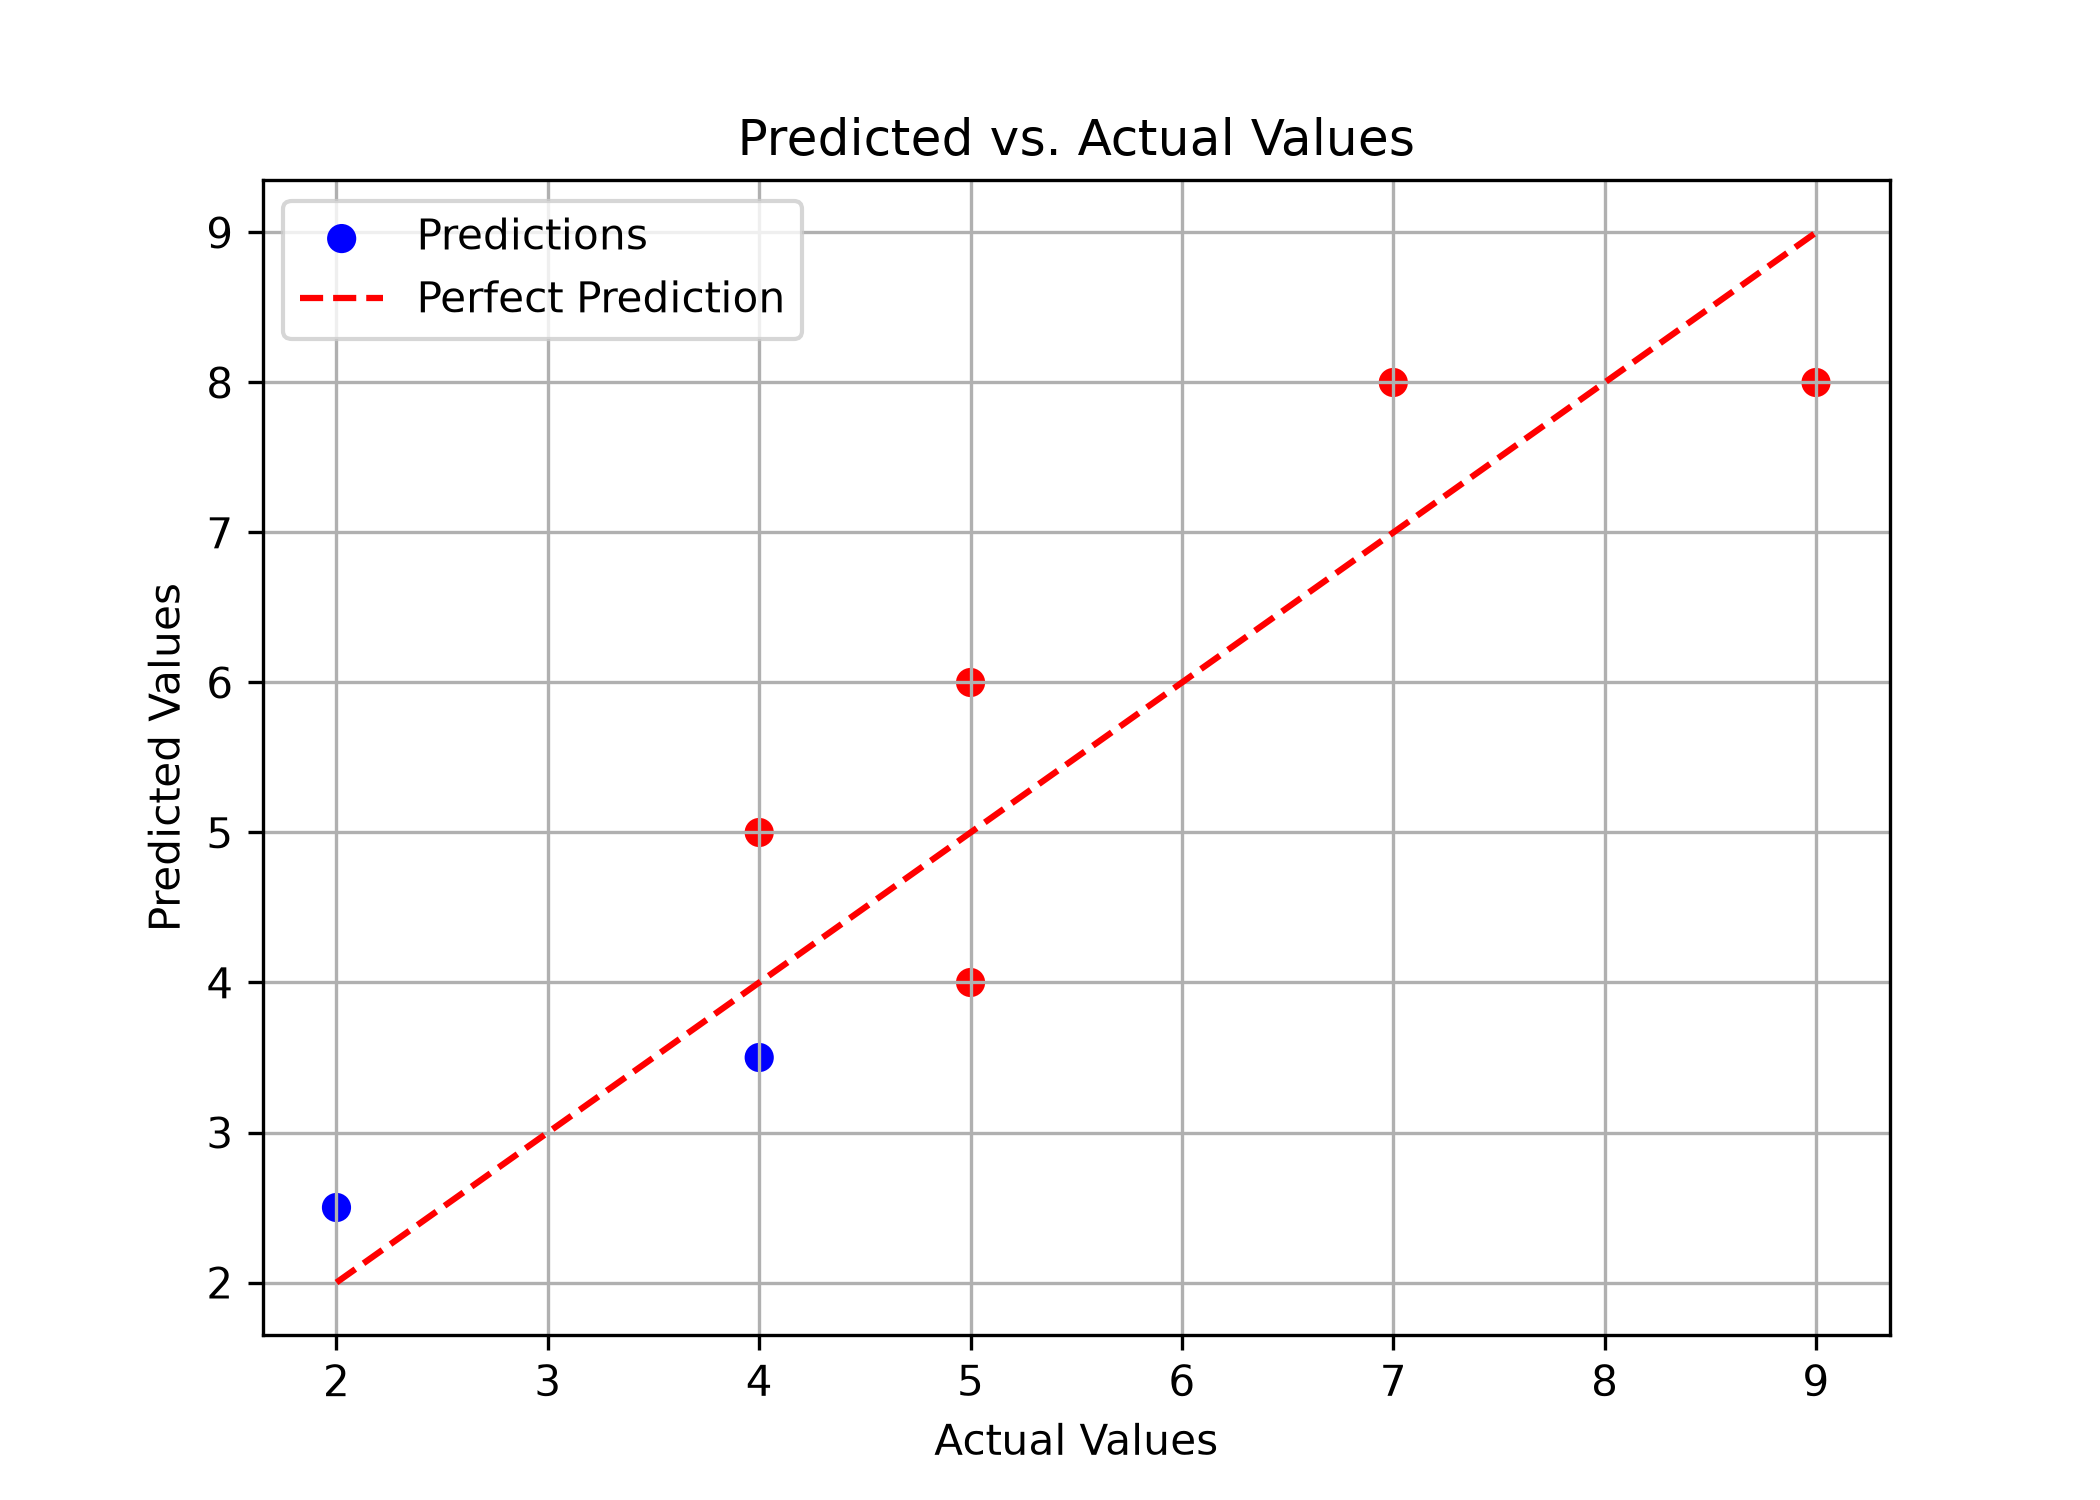 Predicted vs. Actual Values
Predictions
Perfect Prediction
9
8
7
6
5
4
3
2
Predicted Values
2 3 4 5 6 7 8 9
Actual Values